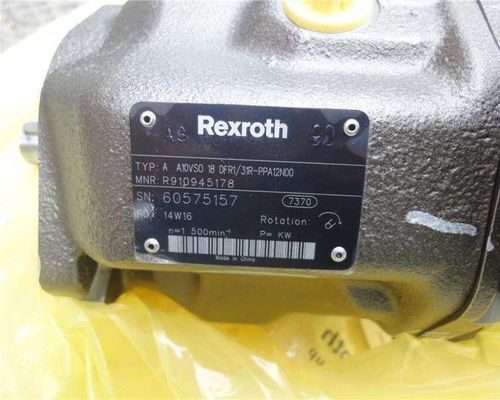 AG Rexroth 90
TYP: A A10VSO 18 DFR1/31R-PPA12N00
MNR: R910945178
SN: 60575157 7370
FD: 14W16 Rotation:
n=1 500min⁻¹ P= KW
Made in China